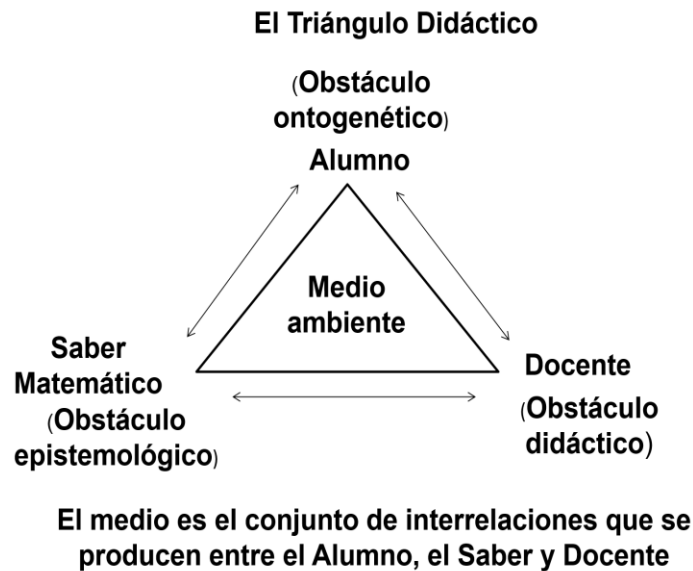 El Triángulo Didáctico
(Obstáculo
ontogenético)
Alumno
Medio
ambiente
Saber
Matemático
(Obstáculo
epistemológico)
Docente
(Obstáculo
didáctico)
El medio es el conjunto de interrelaciones que se
producen entre el Alumno, el Saber y Docente